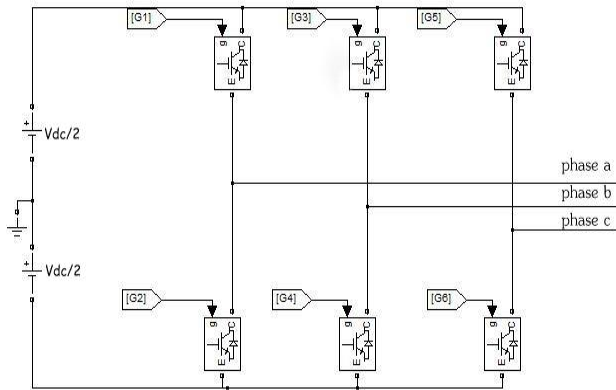 [G1]
[G3]
[G5]
g
C
E
g
C
E
g
C
E
+
Vdc/2
phase a
phase b
phase c
+
Vdc/2
[G2]
[G4]
[G6]
g
C
E
g
C
E
g
C
E